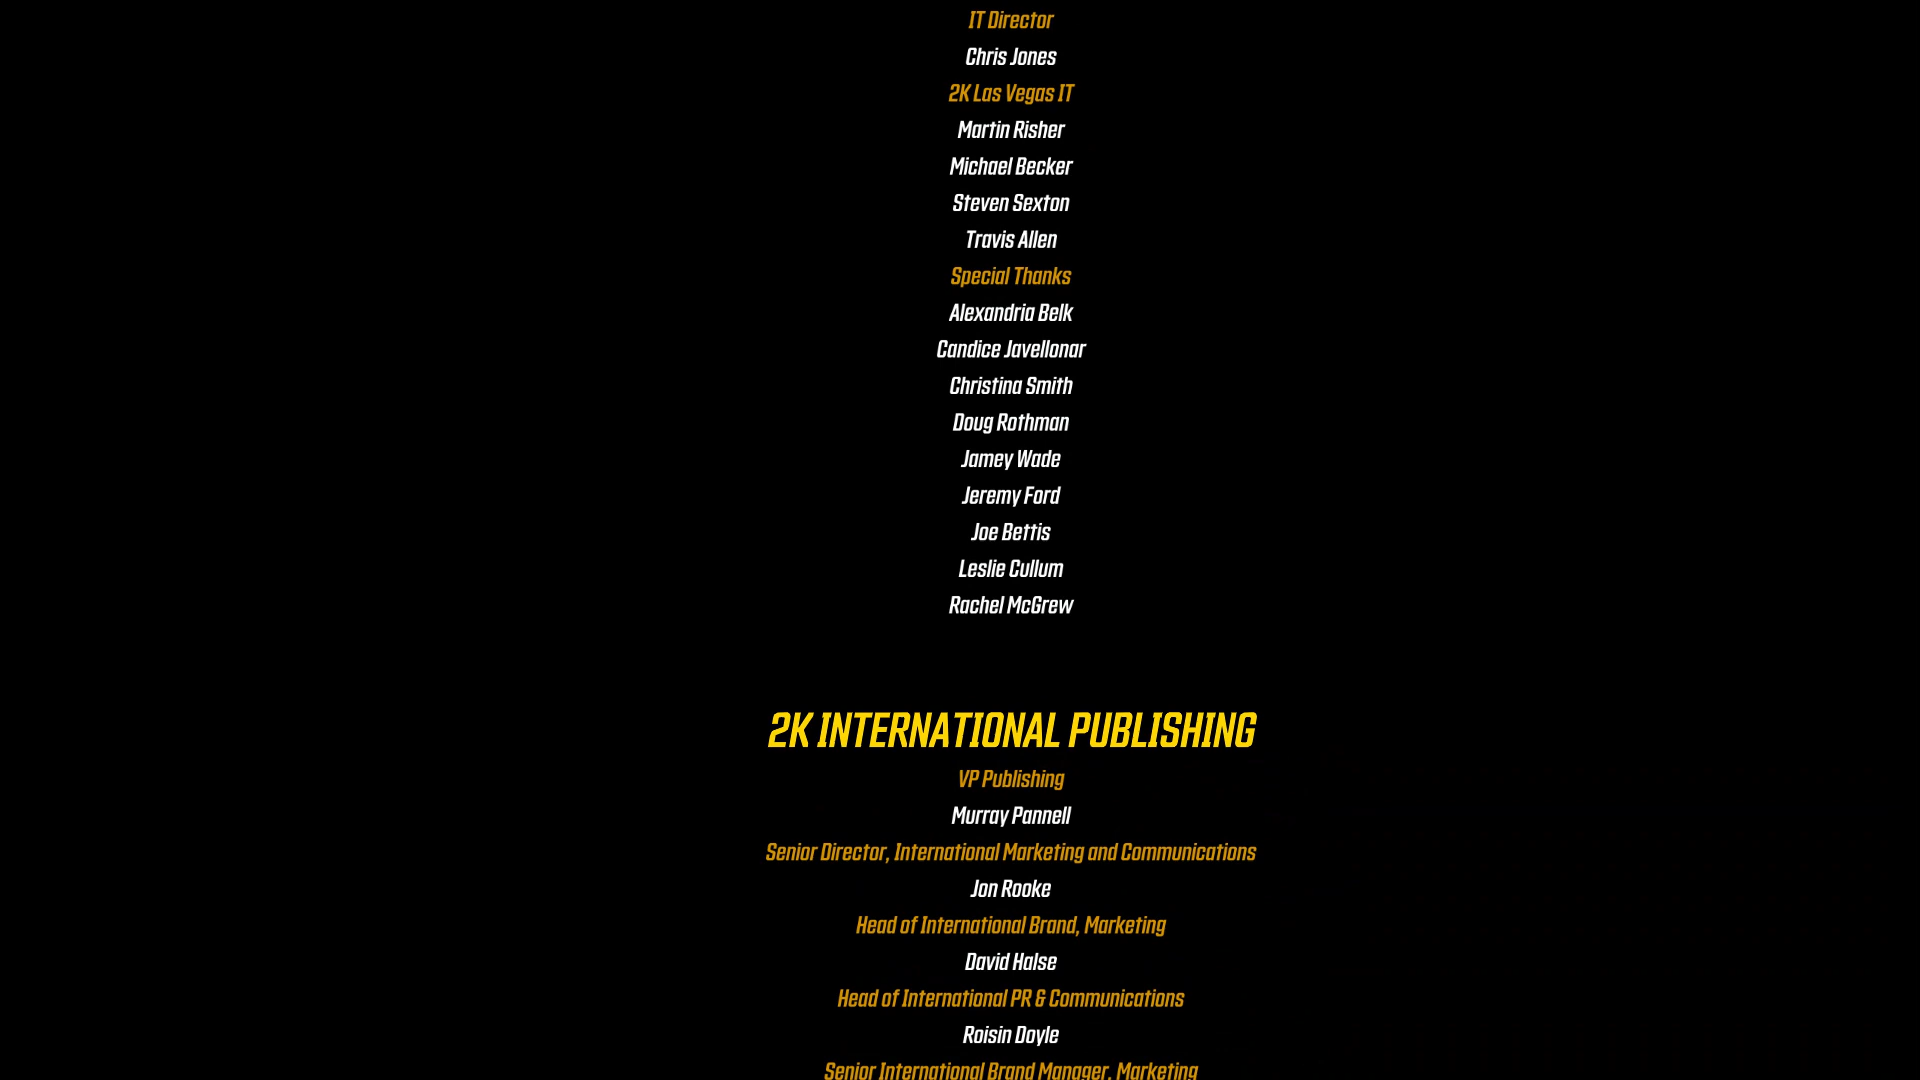 IT Director
Chris Jones
2K Las Vegas IT
Martin Risher
Michael Becker
Steven Sexton
Travis Allen
Special Thanks
Alexandria Belk
Candice Javellonar
Christina Smith
Doug Rothman
Jamey Wade
Jeremy Ford
Joe Bettis
Leslie Cullum
Rachel McGrew
2K INTERNATIONAL PUBLISHING
VP Publishing
Murray Pannell
Senior Director, International Marketing and Communications
Jon Rooke
Head of International Brand, Marketing
David Halse
Head of International PR & Communications
Roisin Doyle
Senior International Brand Manager, Marketing